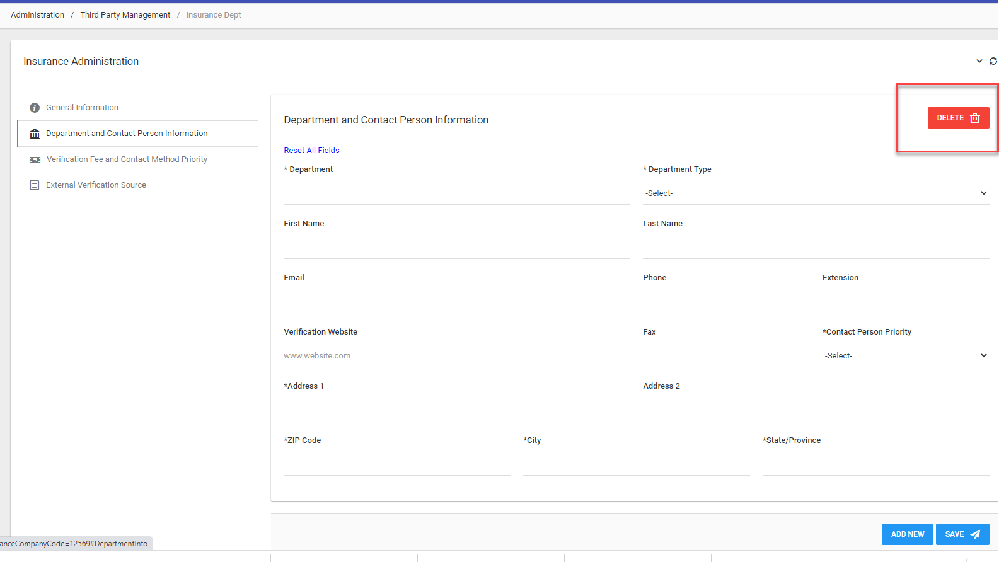 Administration / Third Party Management / Insurance Dept
Insurance Administration
General Information
Department and Contact Person Information
Verification Fee and Contact Method Priority
External Verification Source
Department and Contact Person Information
DELETE
Reset All Fields
* Department
* Department Type
-Select-
First Name
Last Name
Email
Phone
Extension
Verification Website
Fax
*Contact Person Priority
www.website.com
-Select-
*Address 1
Address 2
*ZIP Code
*City
*State/Province
ADD NEW
SAVE
anceCompanyCode=12569#DepartmentInfo